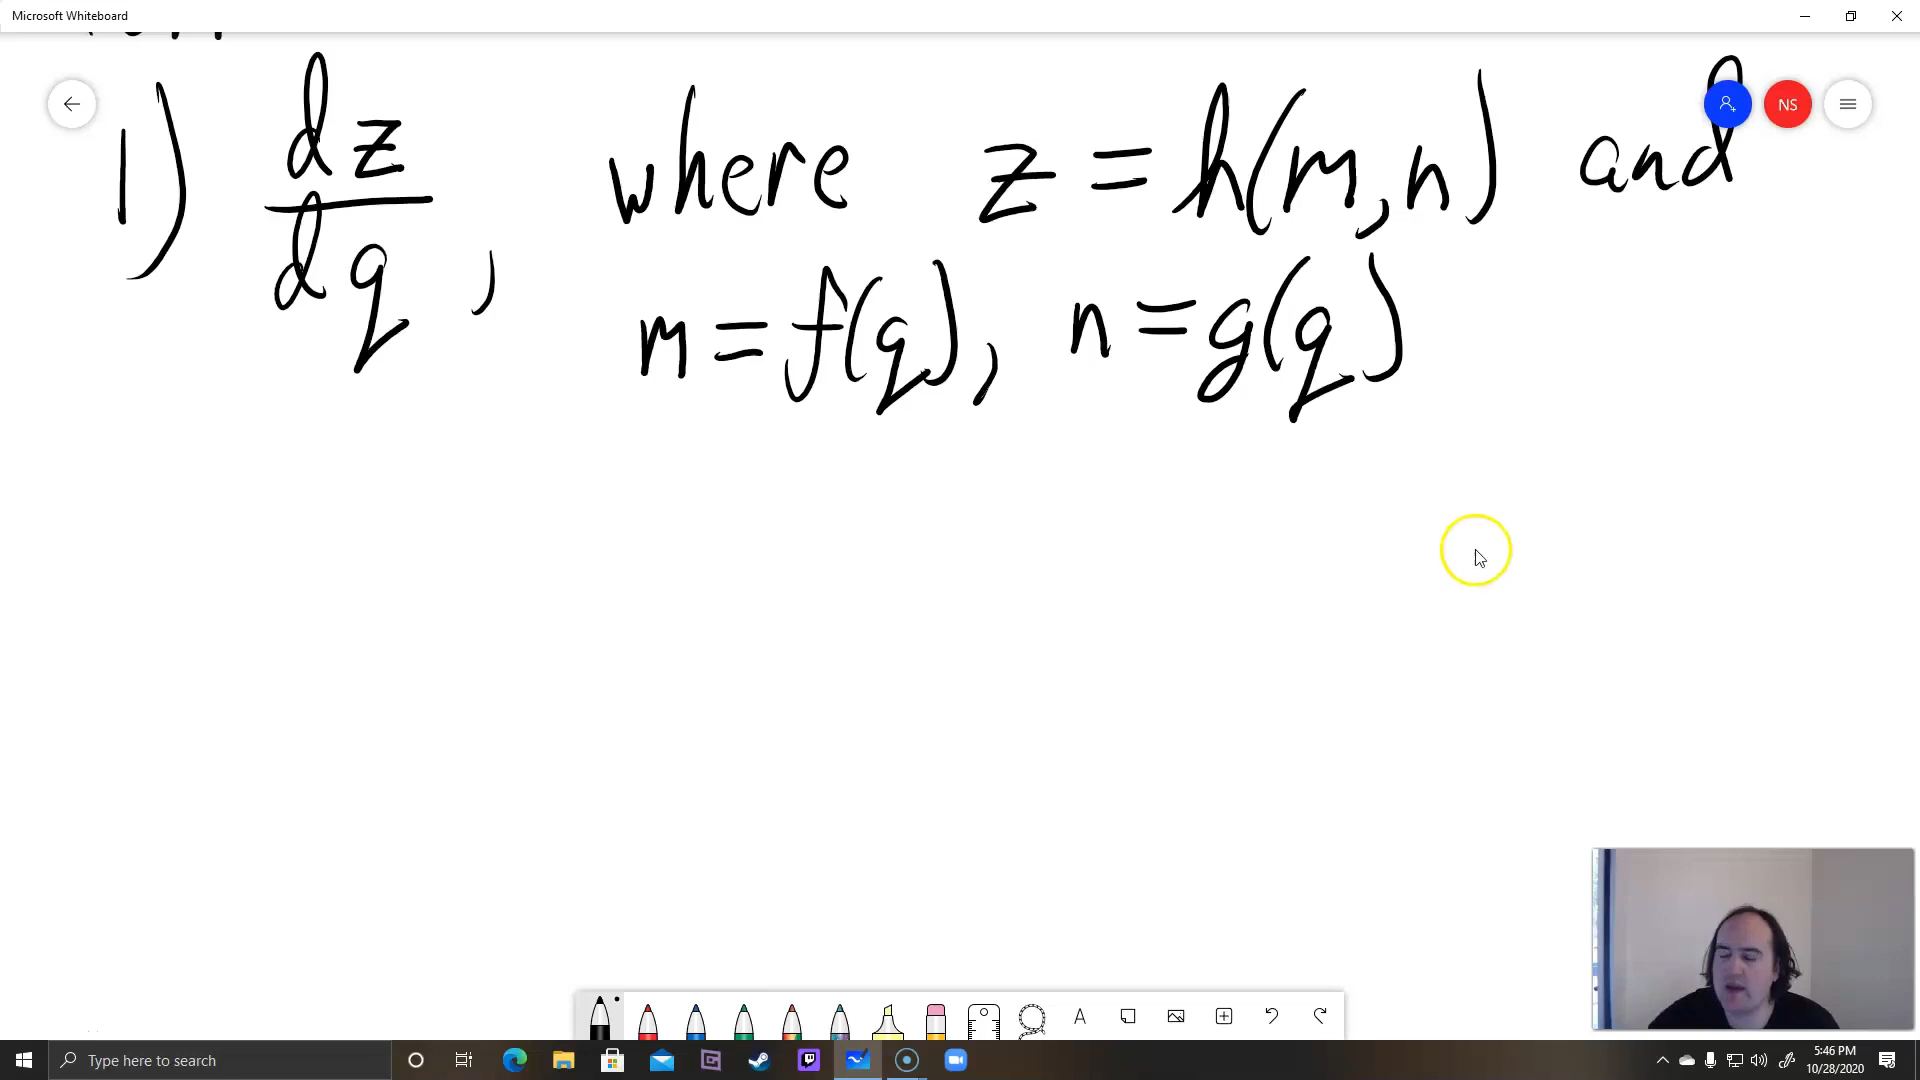 Microsoft Whiteboard
1) dz/dq, where z = h(m,n) and
m = f(q), n = g(q)
NS
A
Type here to search
5:46 PM
10/28/2020